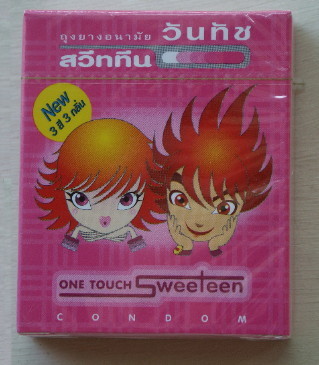 ถุงยางอนามัย วันทัช
สวีททีน
New
3 สี 3 กลิ่น
ONE TOUCH Sweeteen
CONDOM